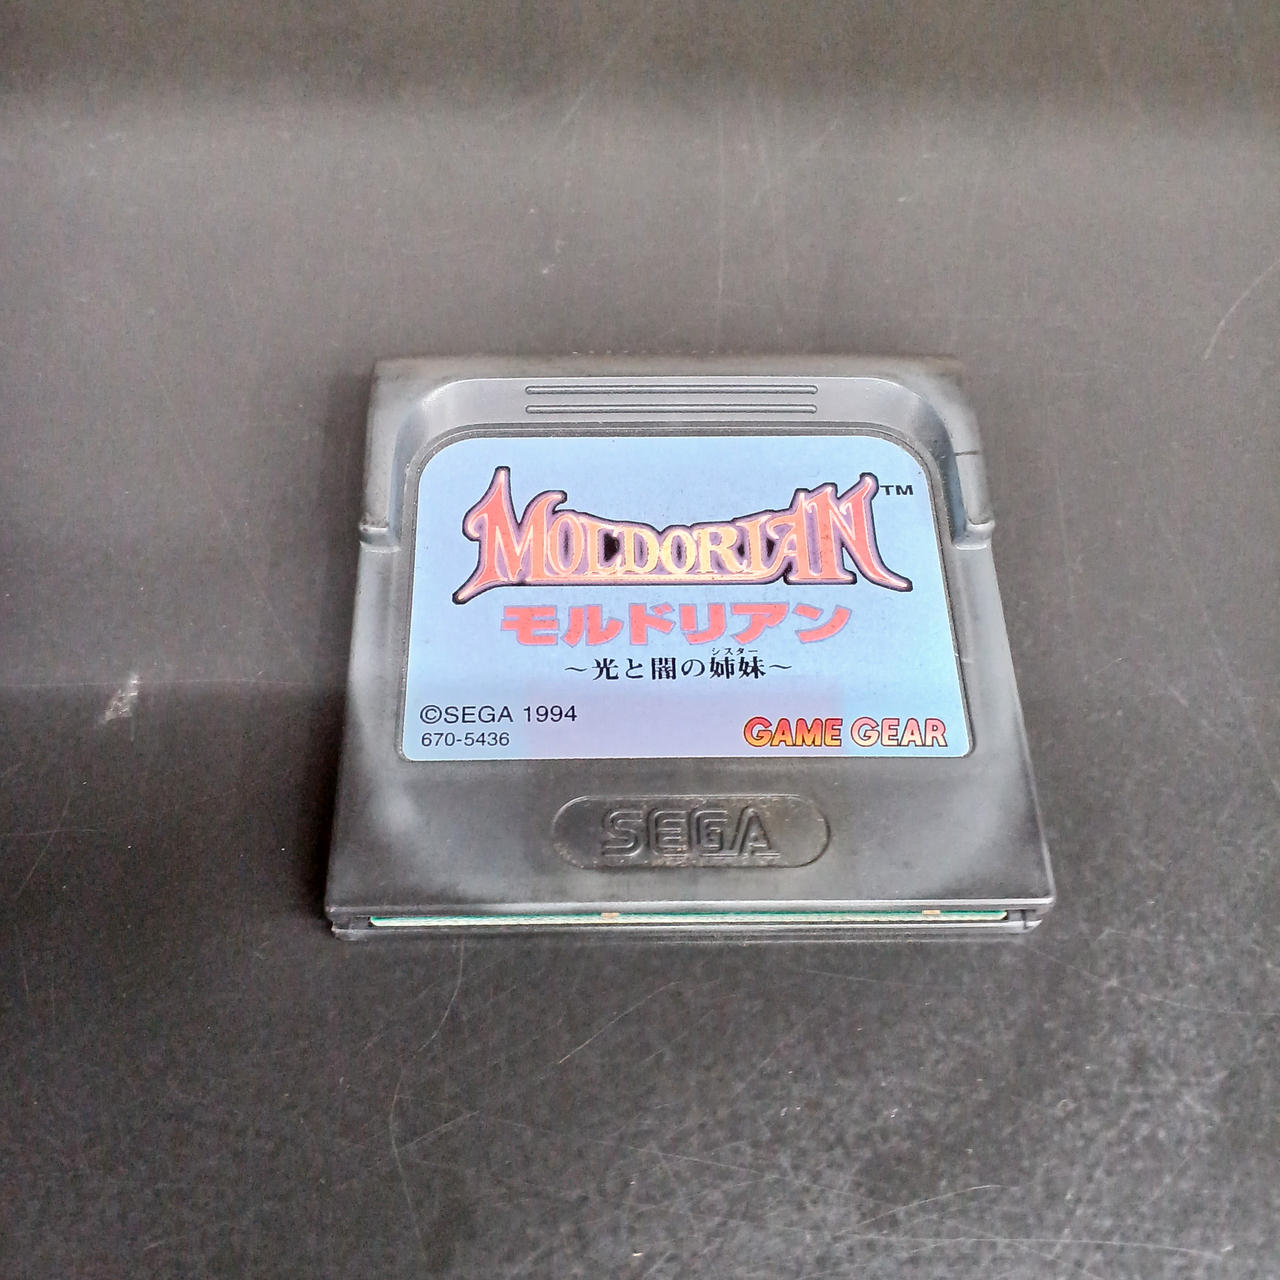 MOLDORIAN™
モルドリアン
シスター
～光と闇の姉妹～
©SEGA 1994
670-5436
GAME GEAR
SEGA